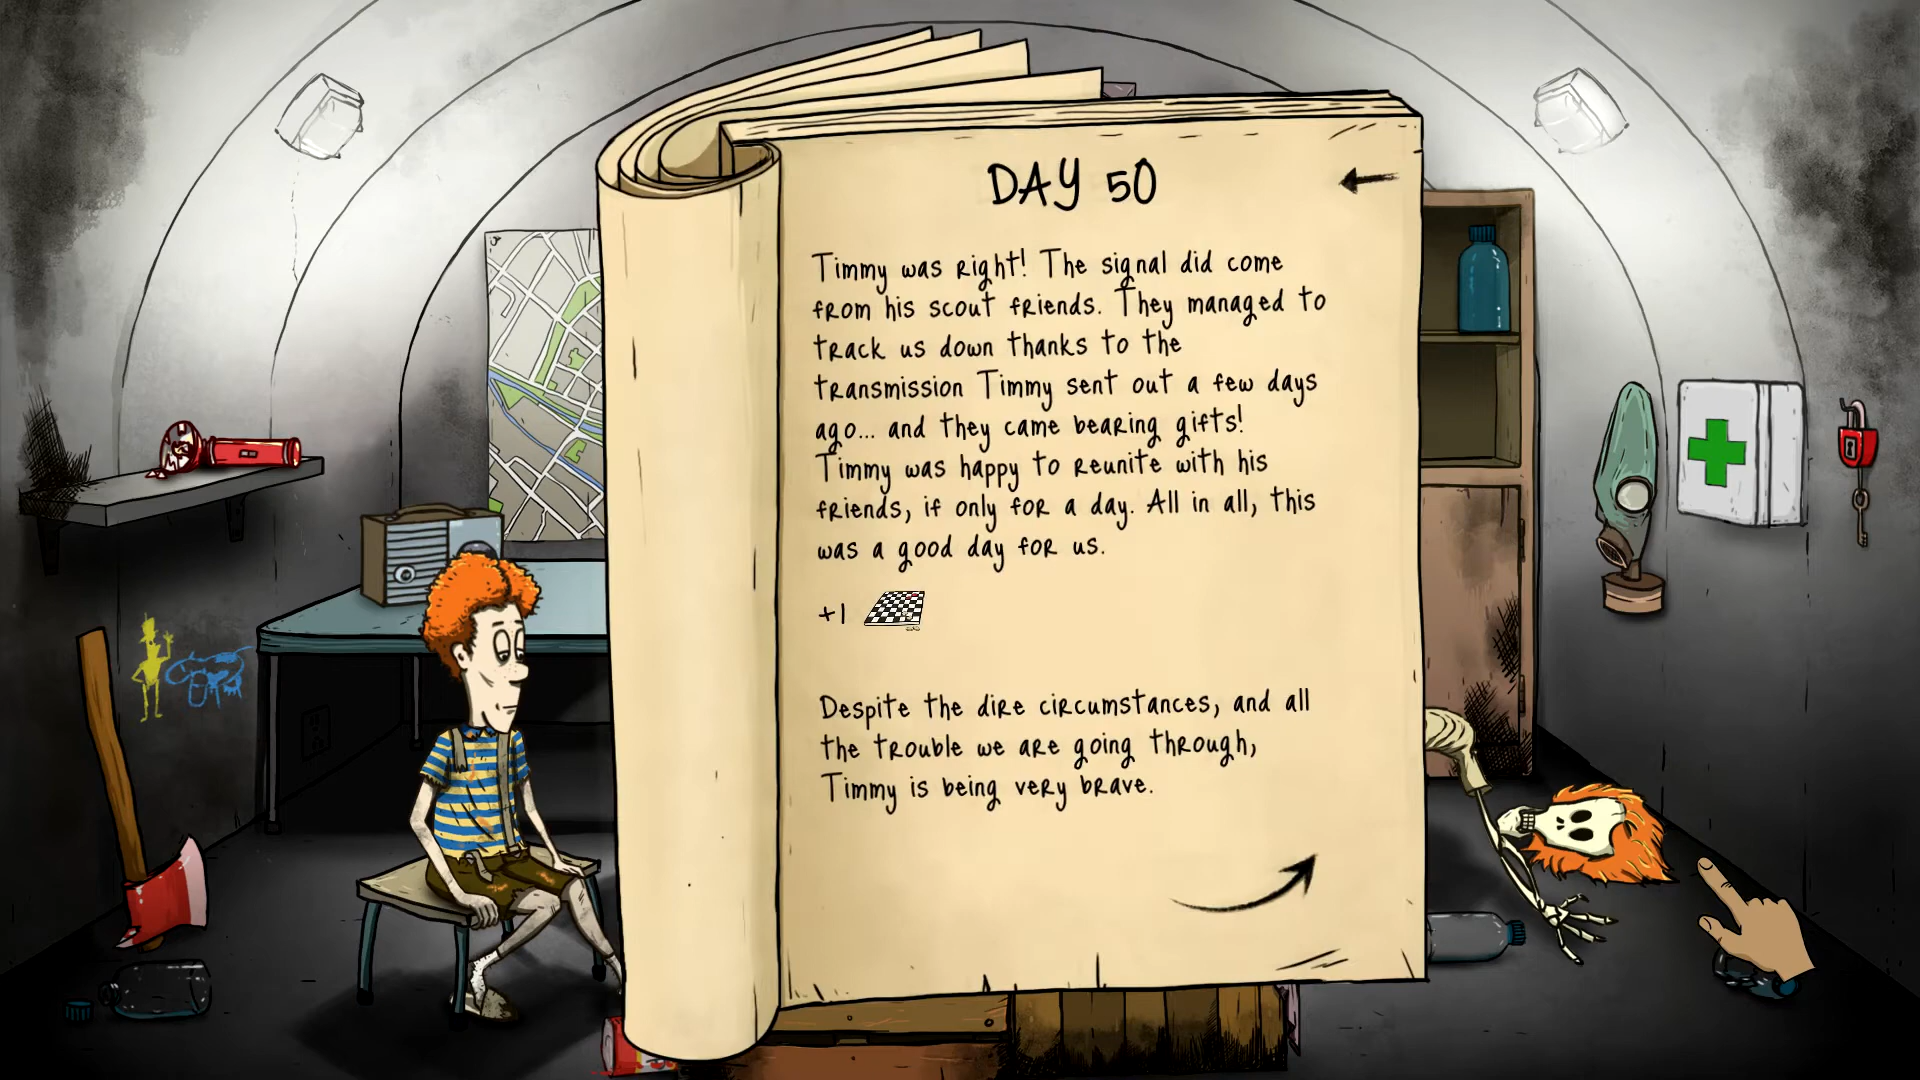 DAY 50
Timmy was right! The signal did come
from his scout friends. They managed to
track us down thanks to the
transmission Timmy sent out a few days
ago... and they came bearing gifts!
Timmy was happy to reunite with his
friends, if only for a day. All in all, this
was a good day for us.
+1
Despite the dire circumstances, and all
the trouble we are going through,
Timmy is being very brave.